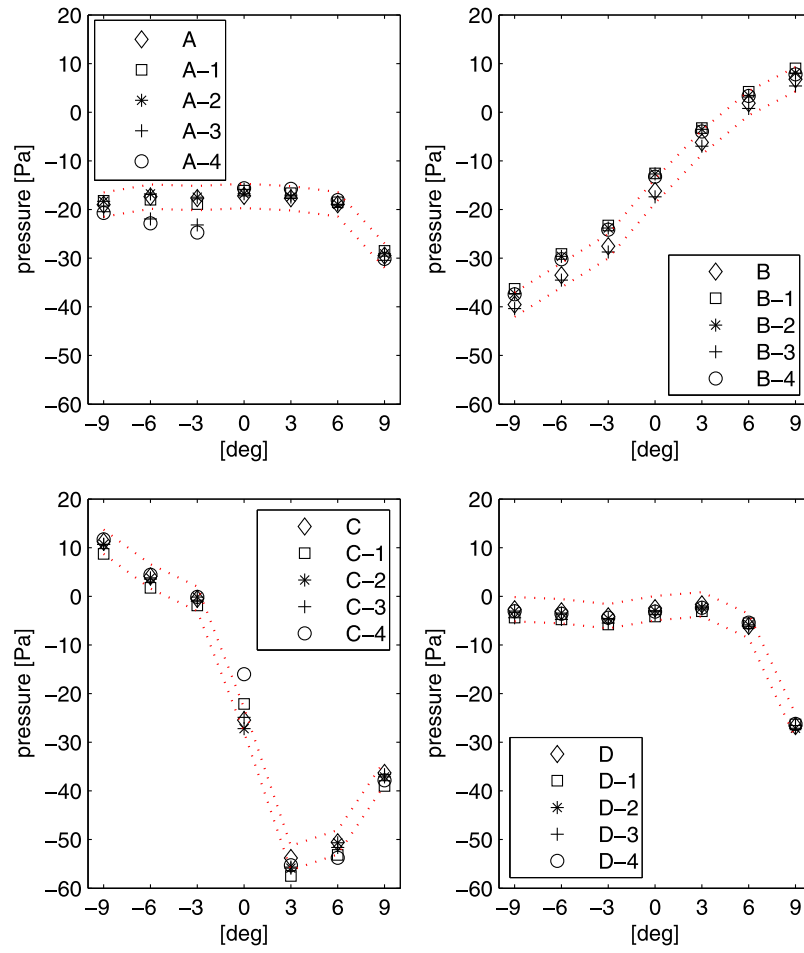 20
10
0
−10
−20
−30
−40
−50
−60
pressure [Pa]
A
A−1
A−2
A−3
A−4
−9 −6 −3 0 3 6 9
[deg]
20
10
0
−10
−20
−30
−40
−50
−60
pressure [Pa]
B
B−1
B−2
B−3
B−4
−9 −6 −3 0 3 6 9
[deg]
20
10
0
−10
−20
−30
−40
−50
−60
pressure [Pa]
C
C−1
C−2
C−3
C−4
−9 −6 −3 0 3 6 9
[deg]
20
10
0
−10
−20
−30
−40
−50
−60
pressure [Pa]
D
D−1
D−2
D−3
D−4
−9 −6 −3 0 3 6 9
[deg]